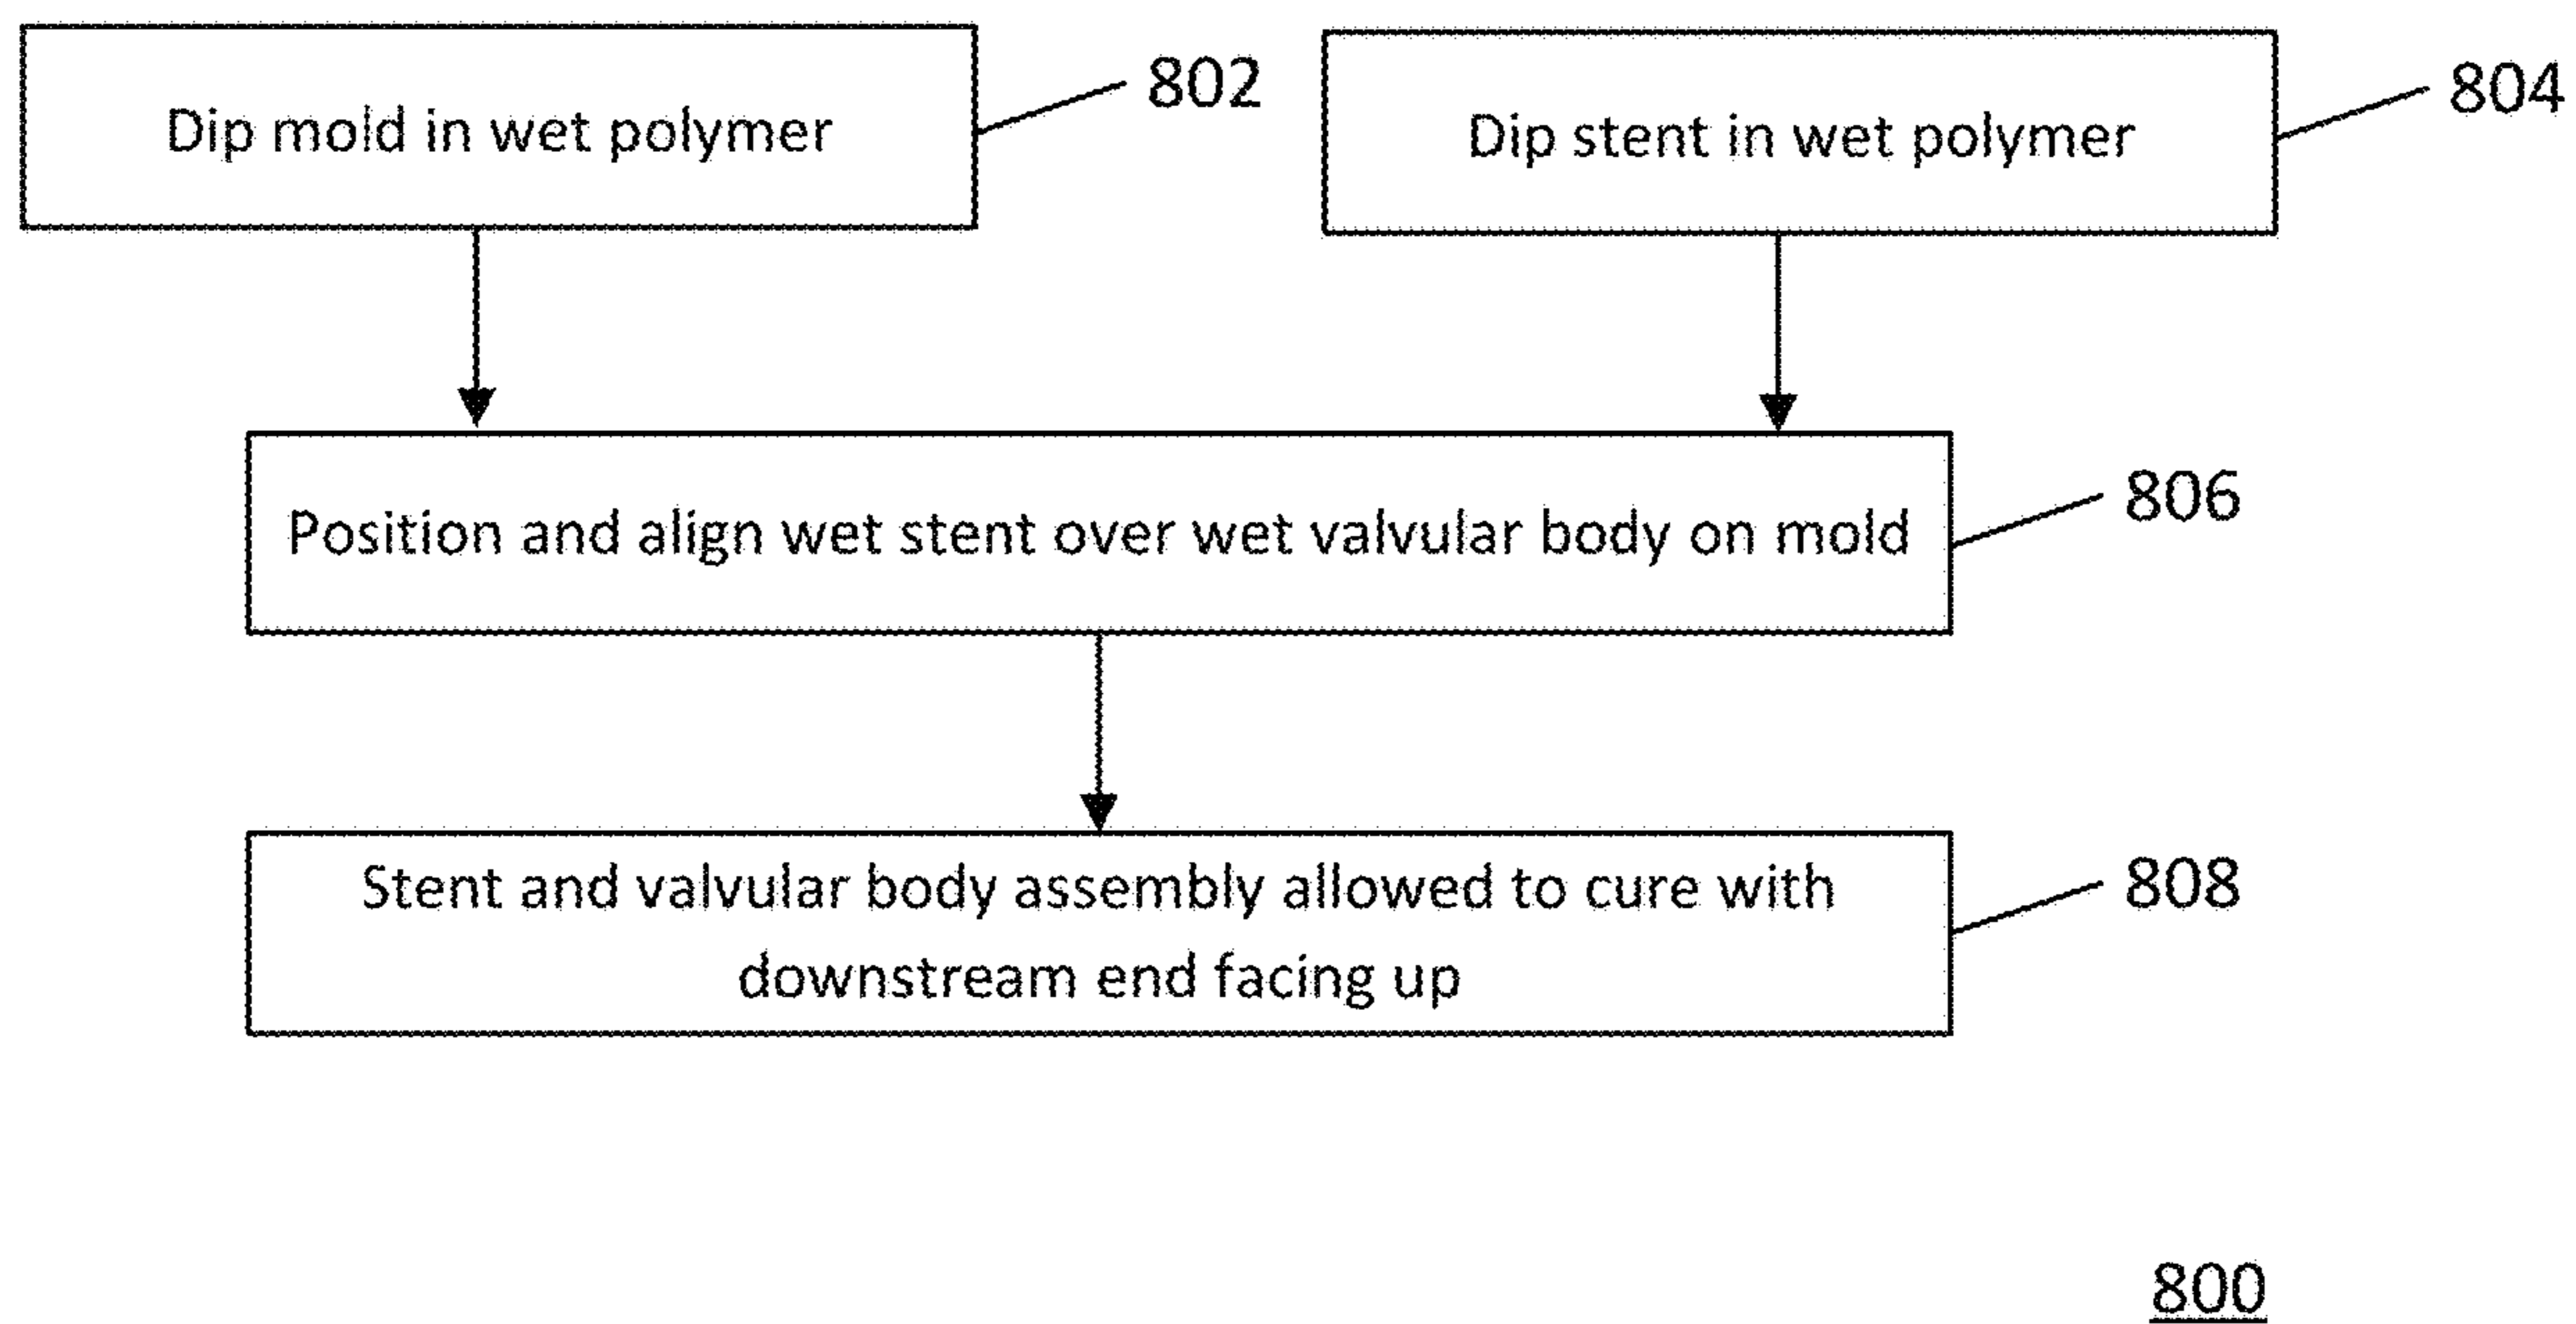 Dip mold in wet polymer
802
Dip stent in wet polymer
804
Position and align wet stent over wet valvular body on mold
806
Stent and valvular body assembly allowed to cure with
downstream end facing up
808
800